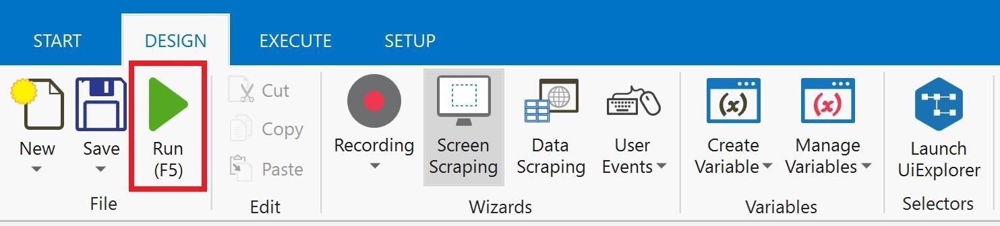 START DESIGN EXECUTE SETUP
New
Save
Run
(F5)
File
Cut
Copy
Paste
Edit
Recording
Screen
Scraping
Data
Scraping
User
Events
Wizards
(x)
Create
Variable
(x)
Manage
Variables
Variables
Launch
UiExplorer
Selectors